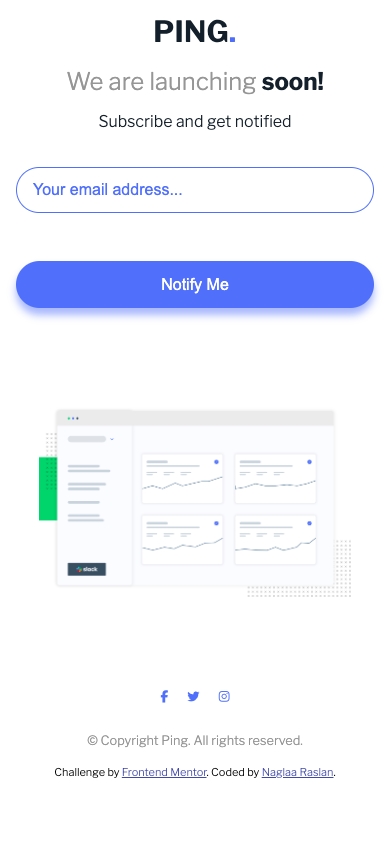 PING.
We are launching soon!
Subscribe and get notified
Your email address...
Notify Me
slack
© Copyright Ping. All rights reserved.
Challenge by Frontend Mentor. Coded by Naglaa Raslan.